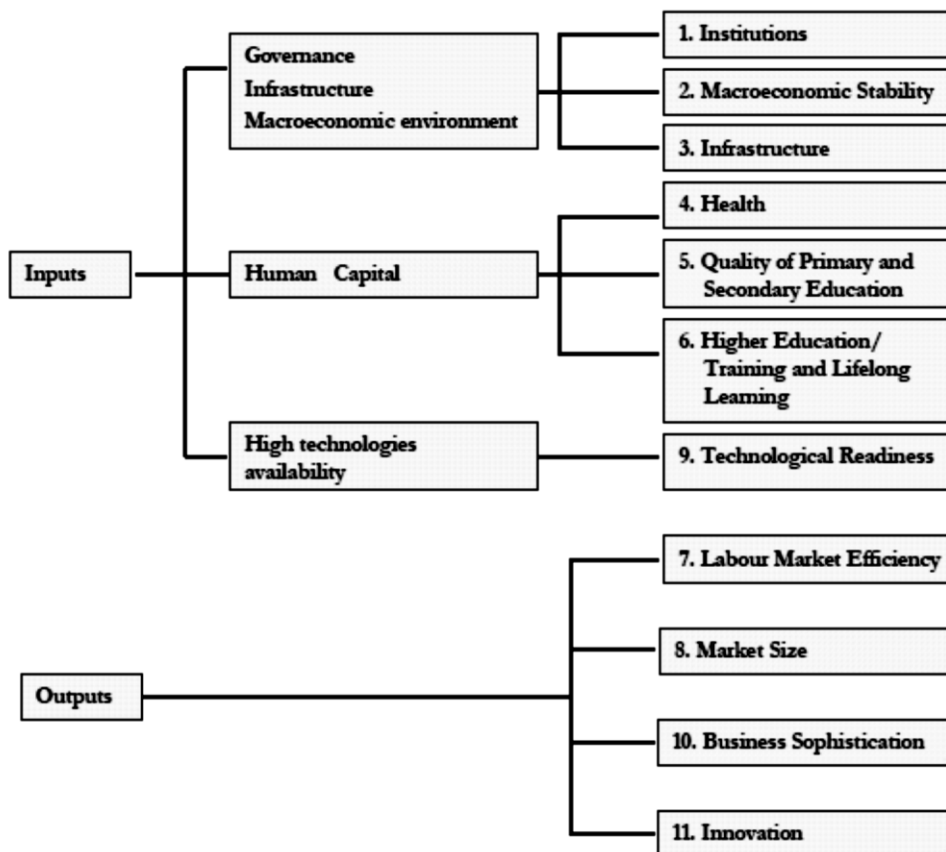 Governance
Infrastructure
Macroeconomic environment
1. Institutions
2. Macroeconomic Stability
3. Infrastructure
Inputs
Human Capital
4. Health
5. Quality of Primary and
Secondary Education
6. Higher Education/
Training and Lifelong
Learning
High technologies
availability
9. Technological Readiness
Outputs
7. Labour Market Efficiency
8. Market Size
10. Business Sophistication
11. Innovation